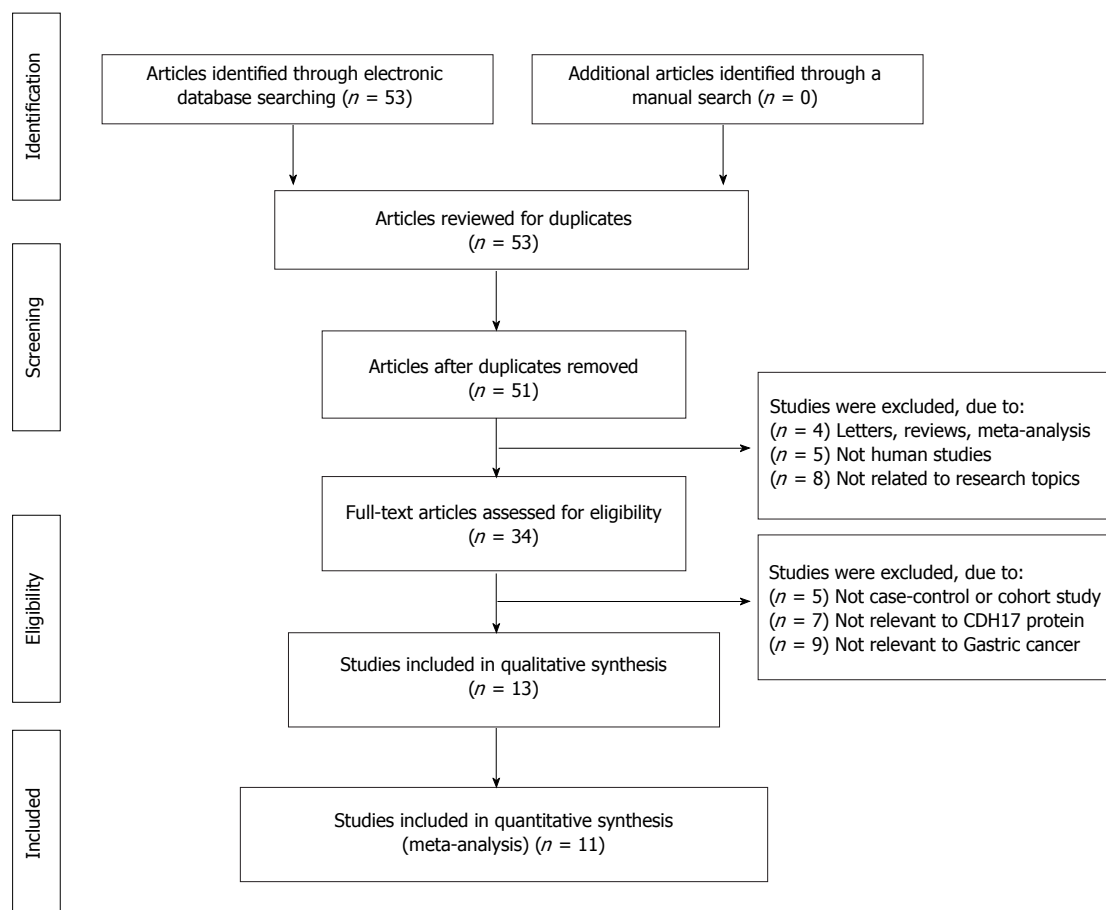 Identification
Articles identified through electronic
database searching (n = 53)
Additional articles identified through a
manual search (n = 0)
Articles reviewed for duplicates
(n = 53)
Screening
Articles after duplicates removed
(n = 51)
Studies were excluded, due to:
(n = 4) Letters, reviews, meta-analysis
(n = 5) Not human studies
(n = 8) Not related to research topics
Full-text articles assessed for eligibility
(n = 34)
Eligibility
Studies were excluded, due to:
(n = 5) Not case-control or cohort study
(n = 7) Not relevant to CDH17 protein
(n = 9) Not relevant to Gastric cancer
Studies included in qualitative synthesis
(n = 13)
Included
Studies included in quantitative synthesis
(meta-analysis) (n = 11)